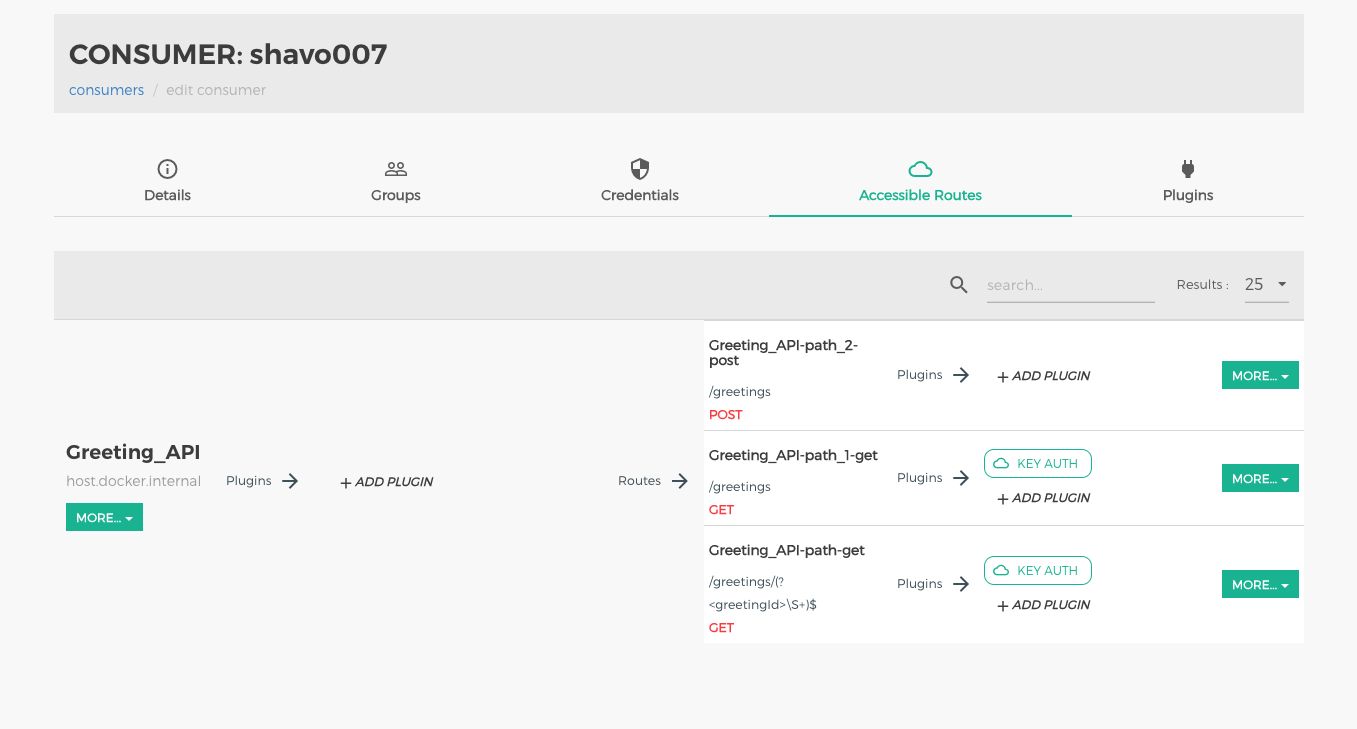 CONSUMER: shavo007
consumers / edit consumer
Details
Groups
Credentials
Accessible Routes
Plugins
search...
Results :
25
Greeting_API
host.docker.internal
MORE...
Plugins
+ ADD PLUGIN
Routes
Greeting_API-path_2-
post
/greetings
POST
Plugins
+ ADD PLUGIN
MORE...
Greeting_API-path_1-get
/greetings
GET
Plugins
KEY AUTH
+ ADD PLUGIN
MORE...
Greeting_API-path-get
/greetings/(?
<greetingId>\S+)$
GET
Plugins
KEY AUTH
+ ADD PLUGIN
MORE...